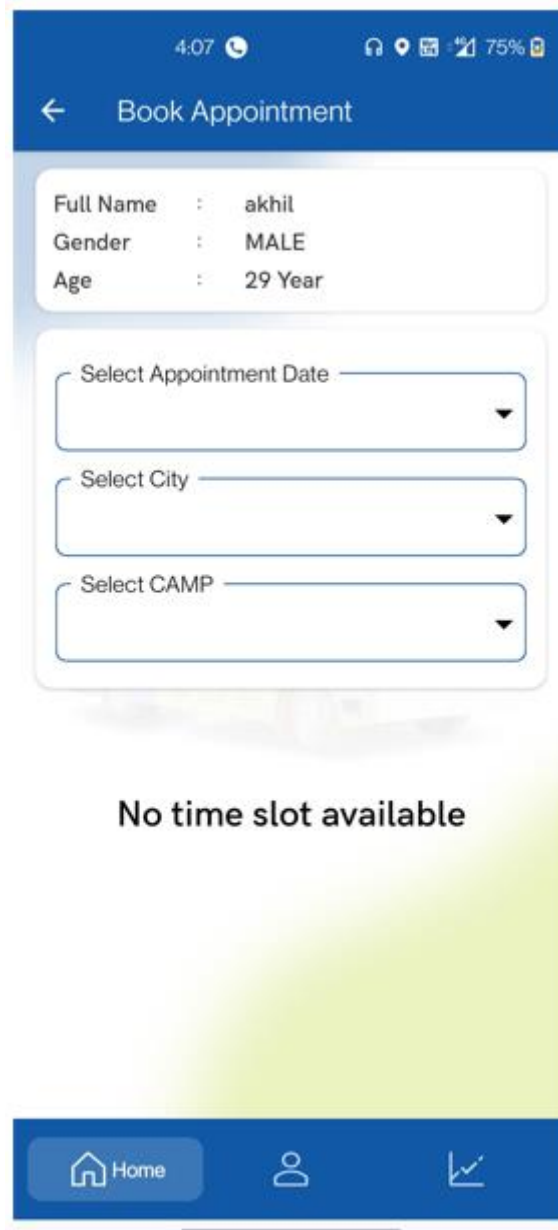 4:07 75%
Book Appointment
Full Name : akhil
Gender : MALE
Age : 29 Year
Select Appointment Date
Select City
Select CAMP
No time slot available
Home